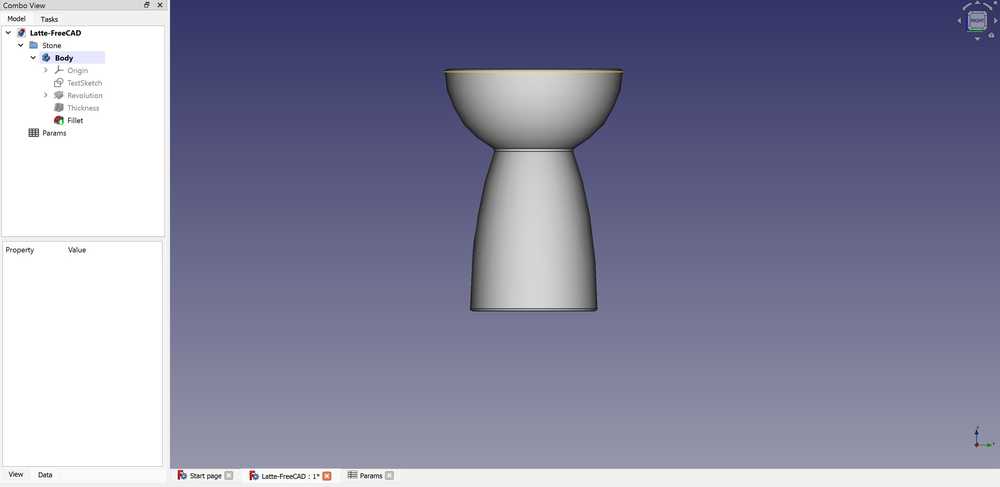 Combo View
Model Tasks
Latte-FreeCAD
Stone
Body
Origin
TestSketch
Revolution
Thickness
Fillet
Params
Property Value
View Data
Start page
Latte-FreeCAD : 1*
Params
FRONT